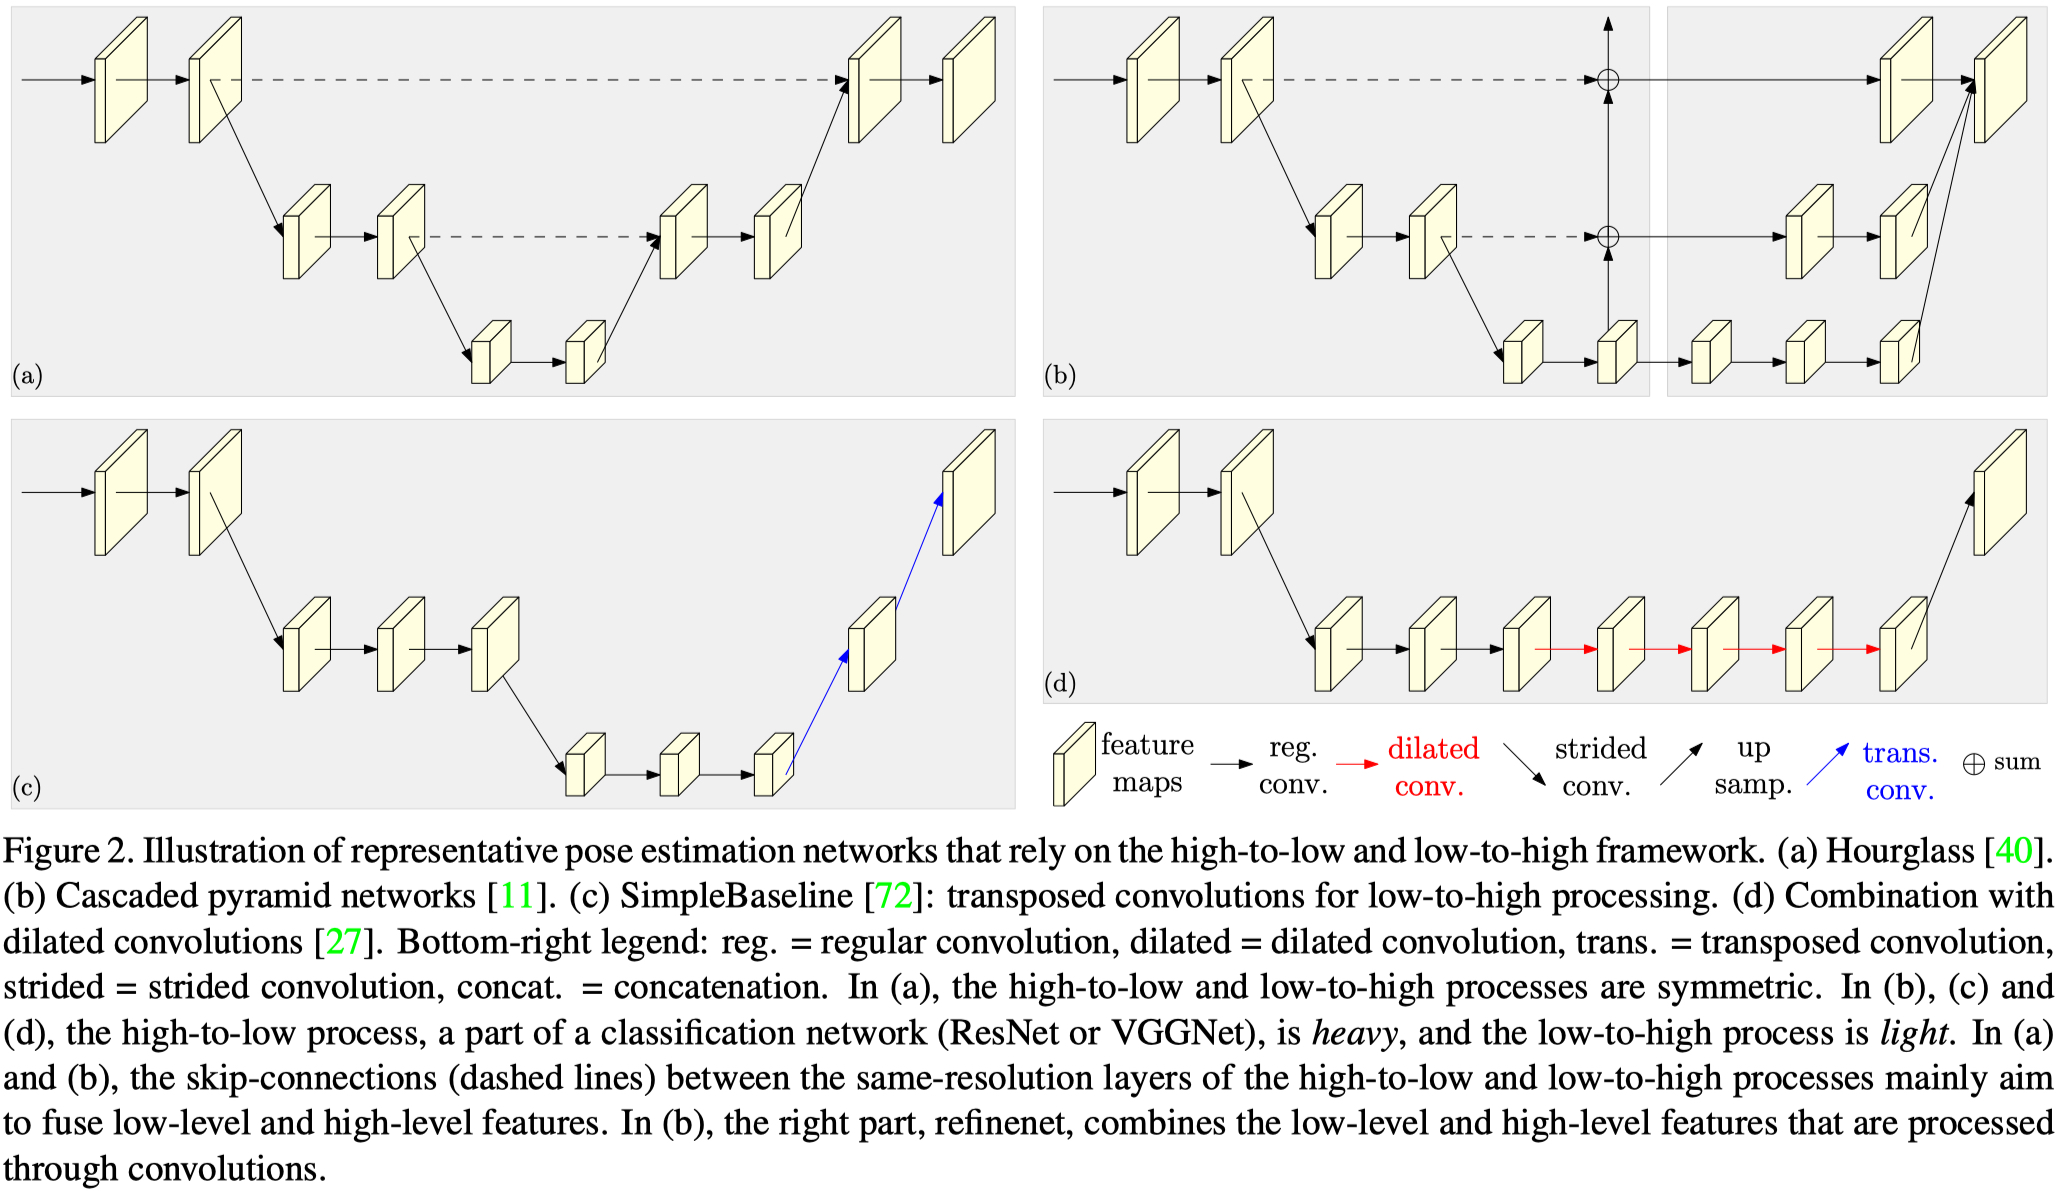 (a)
(b)
(c)
(d)
feature
maps
reg.
conv.
dilated
conv.
strided
conv.
up
samp.
trans.
conv.
sum
Figure 2. Illustration of representative pose estimation networks that rely on the high-to-low and low-to-high framework. (a) Hourglass [40].
(b) Cascaded pyramid networks [11]. (c) SimpleBaseline [72]: transposed convolutions for low-to-high processing. (d) Combination with
dilated convolutions [27]. Bottom-right legend: reg. = regular convolution, dilated = dilated convolution, trans. = transposed convolution,
strided = strided convolution, concat. = concatenation. In (a), the high-to-low and low-to-high processes are symmetric. In (b), (c) and
(d), the high-to-low process, a part of a classification network (ResNet or VGGNet), is heavy, and the low-to-high process is light. In (a)
and (b), the skip-connections (dashed lines) between the same-resolution layers of the high-to-low and low-to-high processes mainly aim
to fuse low-level and high-level features. In (b), the right part, refinenet, combines the low-level and high-level features that are processed
through convolutions.